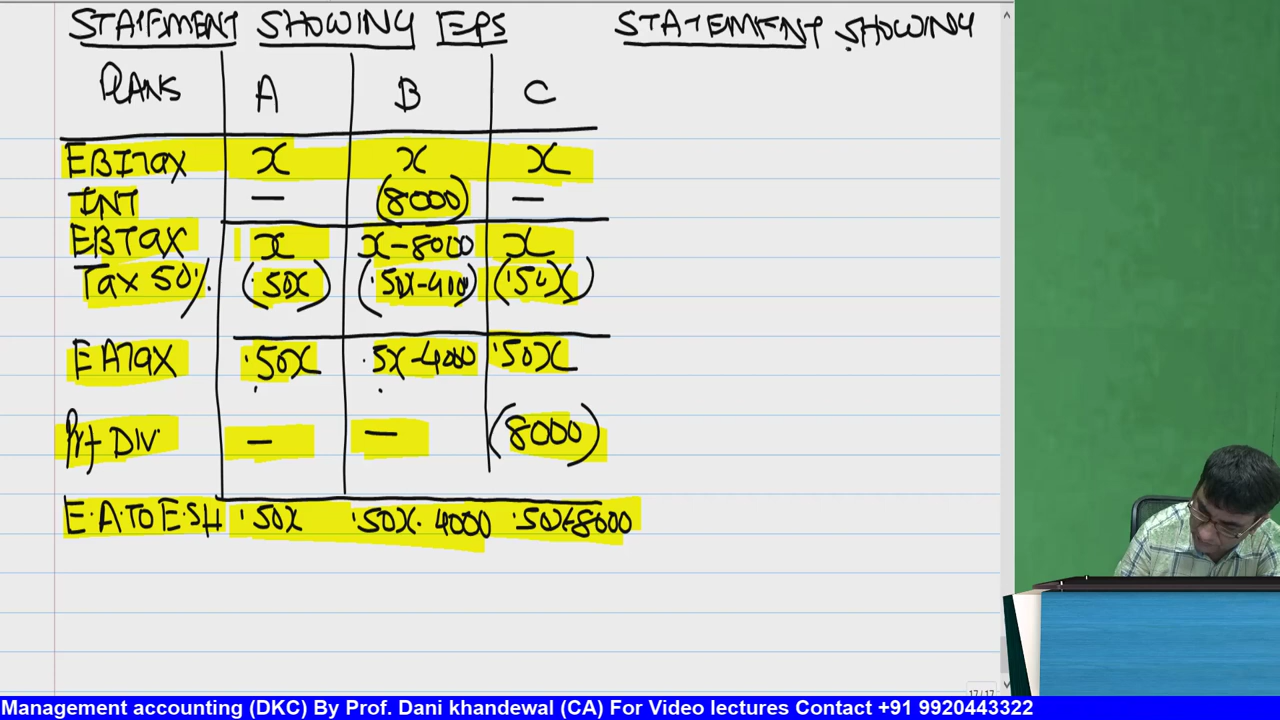 STATEMENT SHOWING EPS
STATEMENT SHOWING
PLANS A B C
EBITax x x x
INT — (8000) —
EBTax x x-8000 x
Tax 50% (.50x) (.50x-4000) (.50x)
EATax .50x .5x-4000 .50x
Prf DIV. — — (8000)
E.A TO E.SH .50x .50x-4000 .50x-8000
17/17
Management accounting (DKC) By Prof. Dani khandewal (CA) For Video lectures Contact +91 9920443322